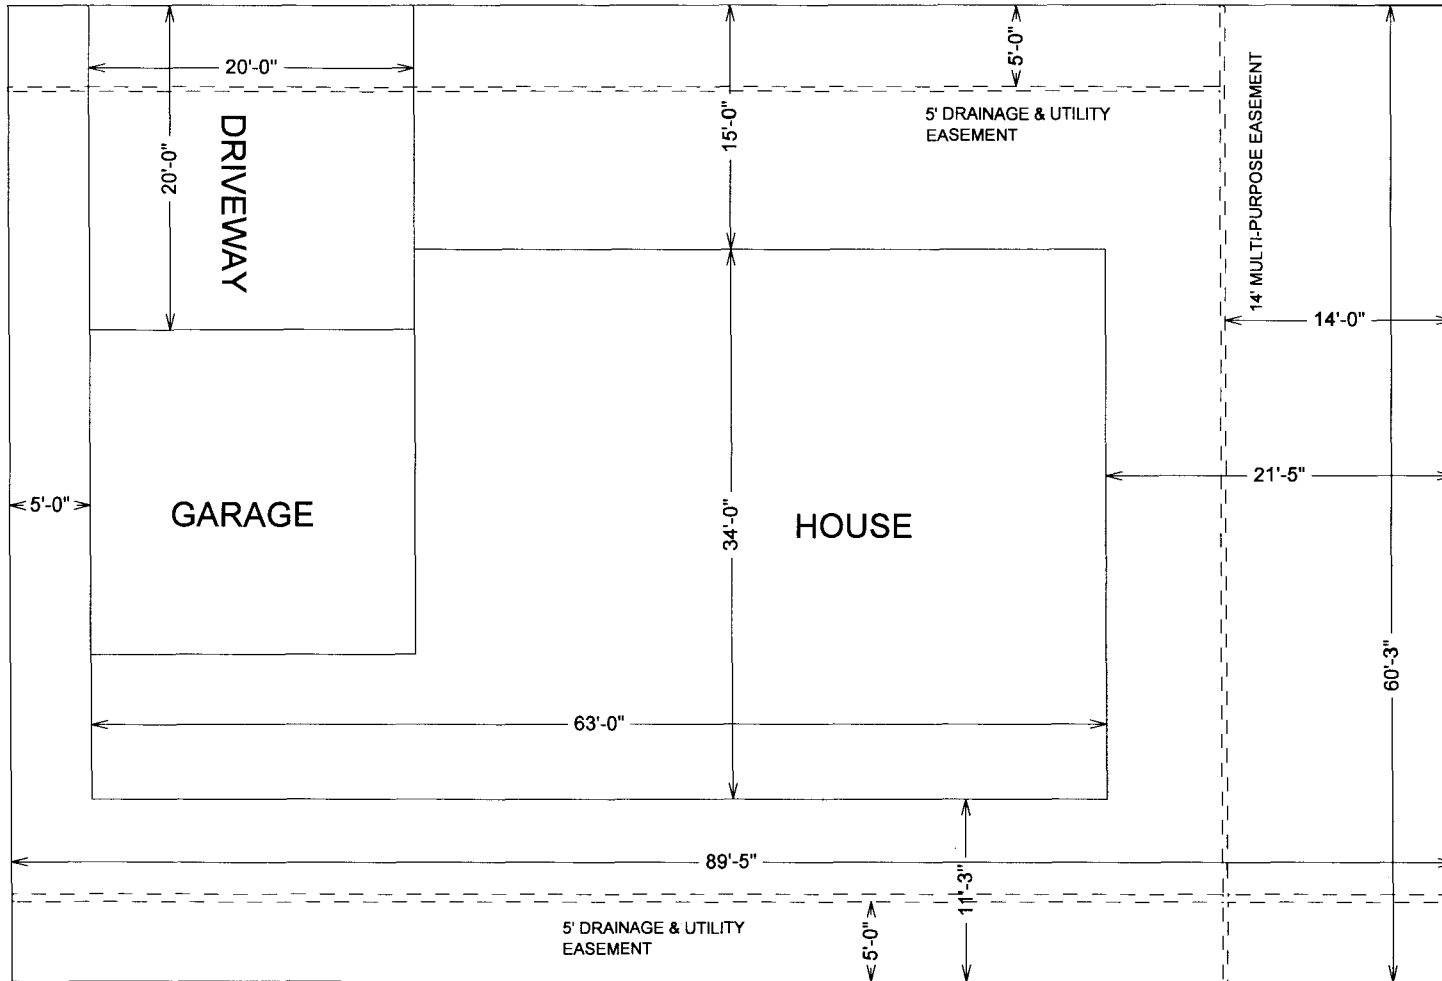 20'-0"
5'-0"
5' DRAINAGE & UTILITY
EASEMENT
14' MULTI-PURPOSE EASEMENT
15'-0"
20'-0"
DRIVEWAY
14'-0"
21'-5"
5'-0"
GARAGE
34'-0"
HOUSE
60'-3"
63'-0"
89'-5"
11'-3"
5' DRAINAGE & UTILITY
EASEMENT
5'-0"